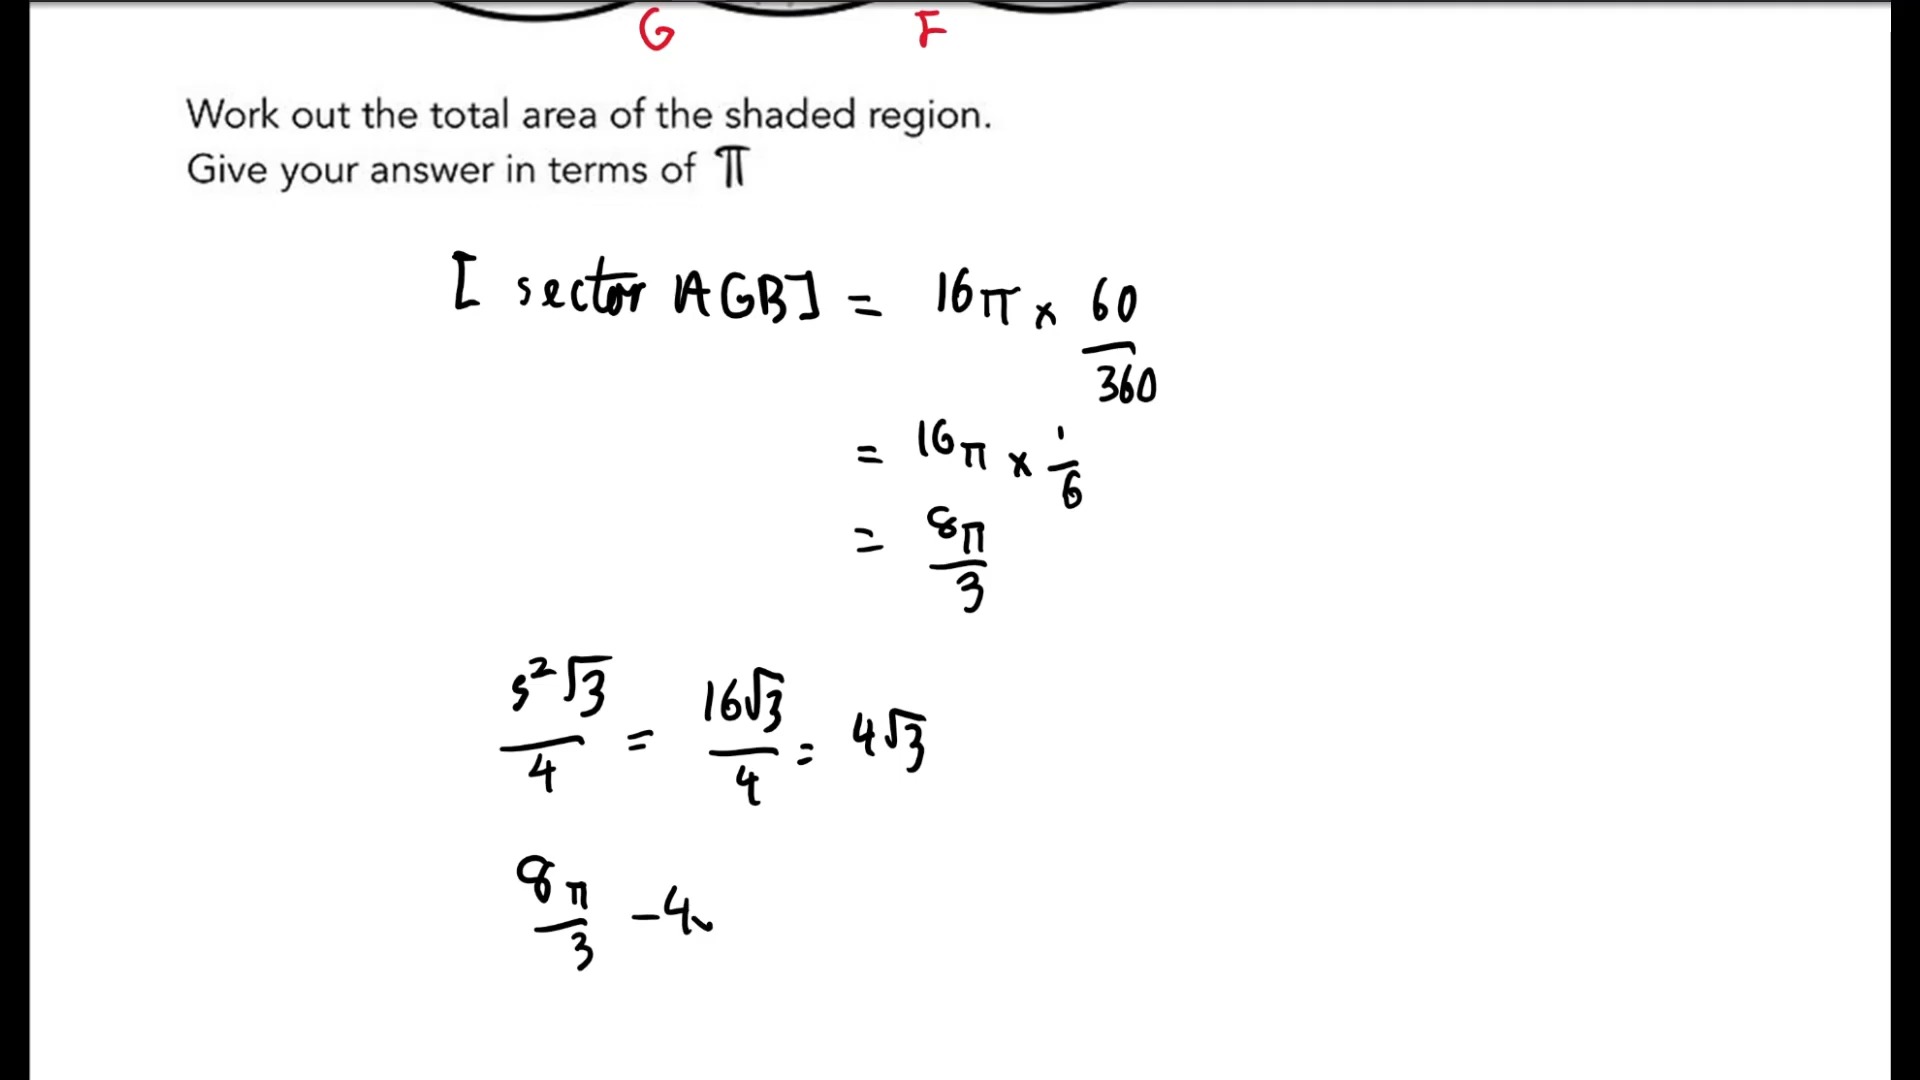 G F
Work out the total area of the shaded region.
Give your answer in terms of π
[ sector AGB] = 16π × 60/360
= 16π × 1/6
= 8π/3
s²√3/4 = 16√3/4 = 4√3
8π/3 - 4